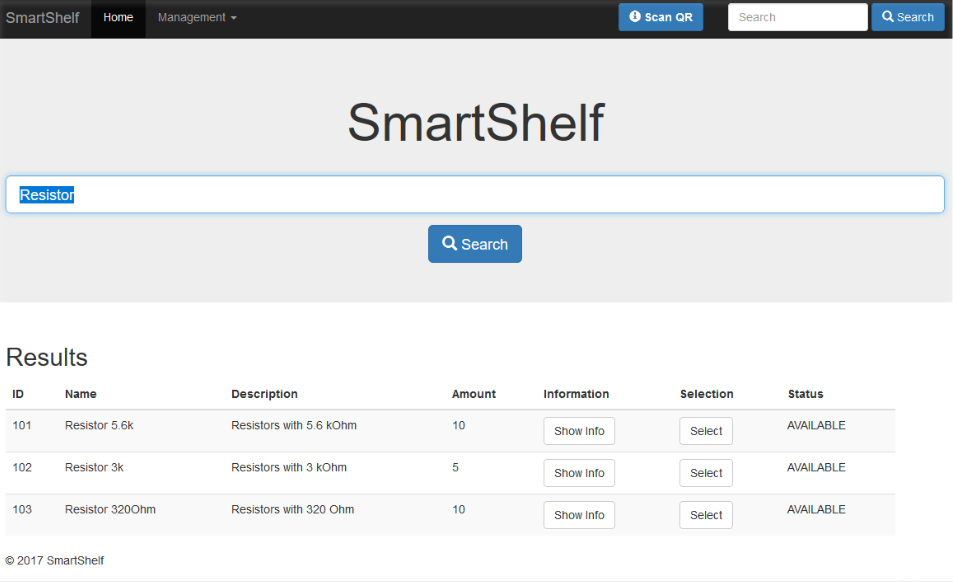 SmartShelf Home Management Scan QR Search Search
SmartShelf
Resistor
Search
Results
ID Name Description Amount Information Selection Status
101 Resistor 5.6k Resistors with 5.6 kOhm 10 Show Info Select AVAILABLE
102 Resistor 3k Resistors with 3 kOhm 5 Show Info Select AVAILABLE
103 Resistor 320Ohm Resistors with 320 Ohm 10 Show Info Select AVAILABLE
© 2017 SmartShelf